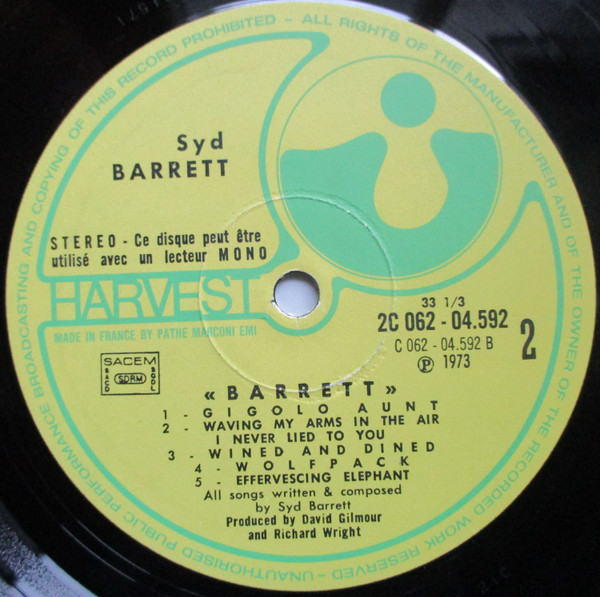 ALL RIGHTS OF THE MANUFACTURER AND OF THE OWNER OF THE RECORDED WORK RESERVED - UNAUTHORISED PUBLIC PERFORMANCE BROADCASTING AND COPYING OF THIS RECORD PROHIBITED -
Syd
BARRETT
STEREO - Ce disque peut être
utilisé avec un lecteur MONO
HARVEST
MADE IN FRANCE BY PATHE MARCONI EMI
33 1/3
2C 062 - 04.592
C 062 - 04.592 B
℗ 1973
2
SACEM
SACD SDRM SGDL
« BARRETT »
1 - GIGOLO AUNT
2 - WAVING MY ARMS IN THE AIR
I NEVER LIED TO YOU
3 - WINED AND DINED
4 - WOLFPACK
5 - EFFERVESCING ELEPHANT
All songs written & composed
by Syd Barrett
Produced by David Gilmour
and Richard Wright